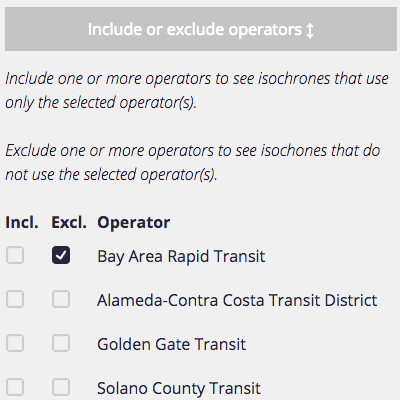 Include or exclude operators ↕
Include one or more operators to see isochrones that use
only the selected operator(s).
Exclude one or more operators to see isochones that do
not use the selected operator(s).
Incl. Excl. Operator
Bay Area Rapid Transit
Alameda-Contra Costa Transit District
Golden Gate Transit
Solano County Transit